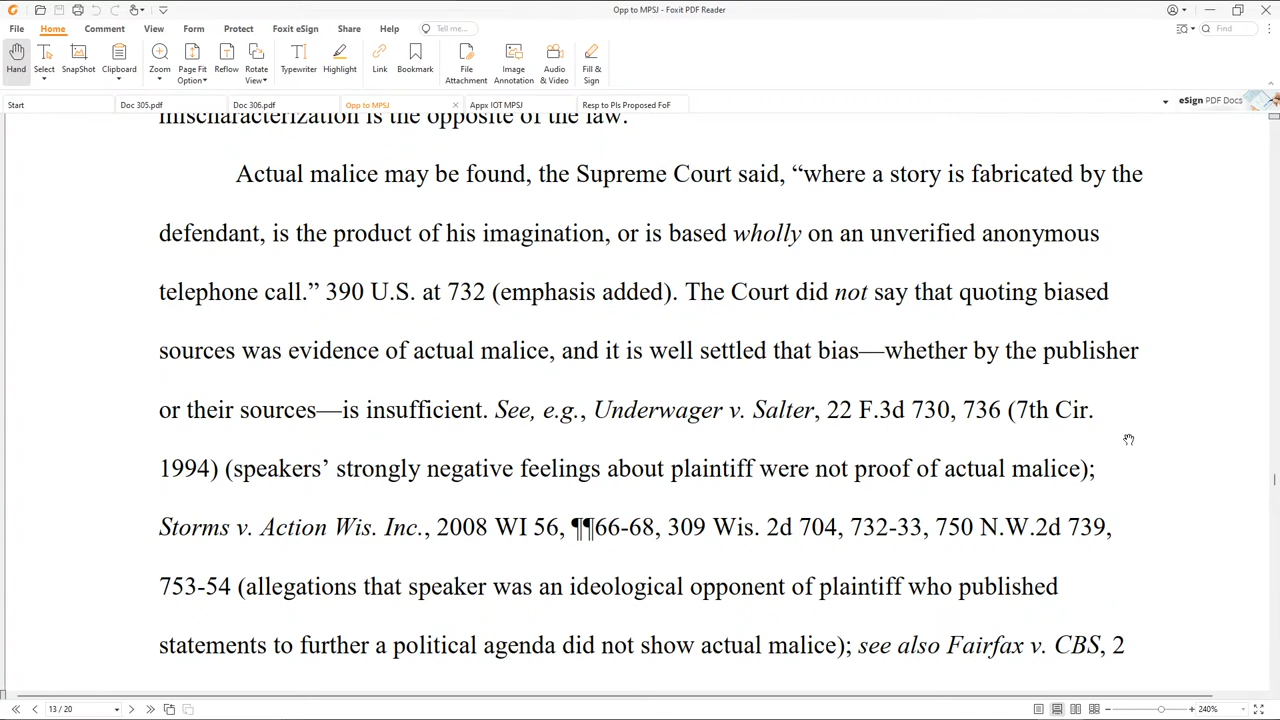 Opp to MPSJ - Foxit PDF Reader
File Home Comment View Form Protect Foxit eSign Share Help Tell me... Find
Hand Select SnapShot Clipboard Zoom Page Fit Option Reflow Rotate View Typewriter Highlight Link Bookmark File Attachment Image Annotation Audio & Video Fill & Sign
Start Doc 305.pdf Doc 306.pdf Opp to MPSJ Appx IOT MPSJ Resp to Pls Proposed FoF eSign PDF Docs
mischaracterization is the opposite of the law.
Actual malice may be found, the Supreme Court said, “where a story is fabricated by the
defendant, is the product of his imagination, or is based wholly on an unverified anonymous
telephone call.” 390 U.S. at 732 (emphasis added). The Court did not say that quoting biased
sources was evidence of actual malice, and it is well settled that bias—whether by the publisher
or their sources—is insufficient. See, e.g., Underwager v. Salter, 22 F.3d 730, 736 (7th Cir.
1994) (speakers’ strongly negative feelings about plaintiff were not proof of actual malice);
Storms v. Action Wis. Inc., 2008 WI 56, ¶¶66-68, 309 Wis. 2d 704, 732-33, 750 N.W.2d 739,
753-54 (allegations that speaker was an ideological opponent of plaintiff who published
statements to further a political agenda did not show actual malice); see also Fairfax v. CBS, 2
13 / 20 240%